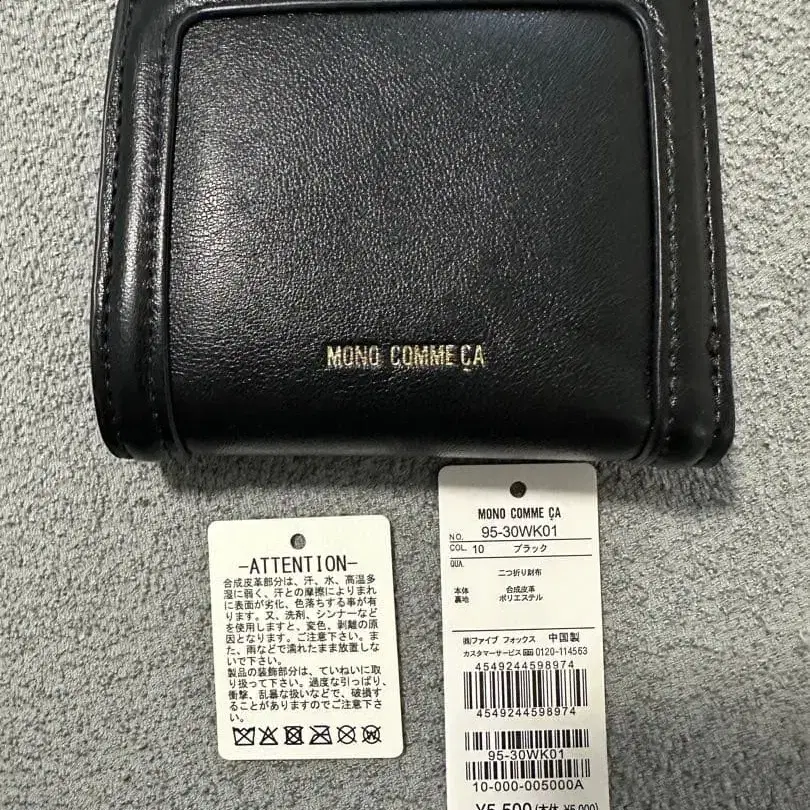 MONO COMME ÇA
-ATTENTION-
合成皮革部分は、汗、水、高温多
湿に弱く、汗との摩擦によりまれ
に表面が劣化、色落ちする事が有
ります。又、洗剤、シンナーなど
を使用しますと、変色、剥離の原
因となります。ご注意下さい。ま
た、雨などで濡れたまま放置しな
いで下さい。
製品の装飾部分は、ていねいに取
り扱って下さい。過度な引っぱり、
衝撃、乱暴な扱いなどで、破損す
ることがありますのでご注意下さ
い。
MONO COMME ÇA
NO. 95-30WK01
COL. 10 ブラック
QUA.
二つ折り財布
本体 合成皮革
裏地 ポリエステル
㈱ファイブ フォックス 中国製
カスタマーサービス 0120-114563
4549244598974
4549244598974
95-30WK01
10-000-005000A
¥5,500(本体 ¥5,000)